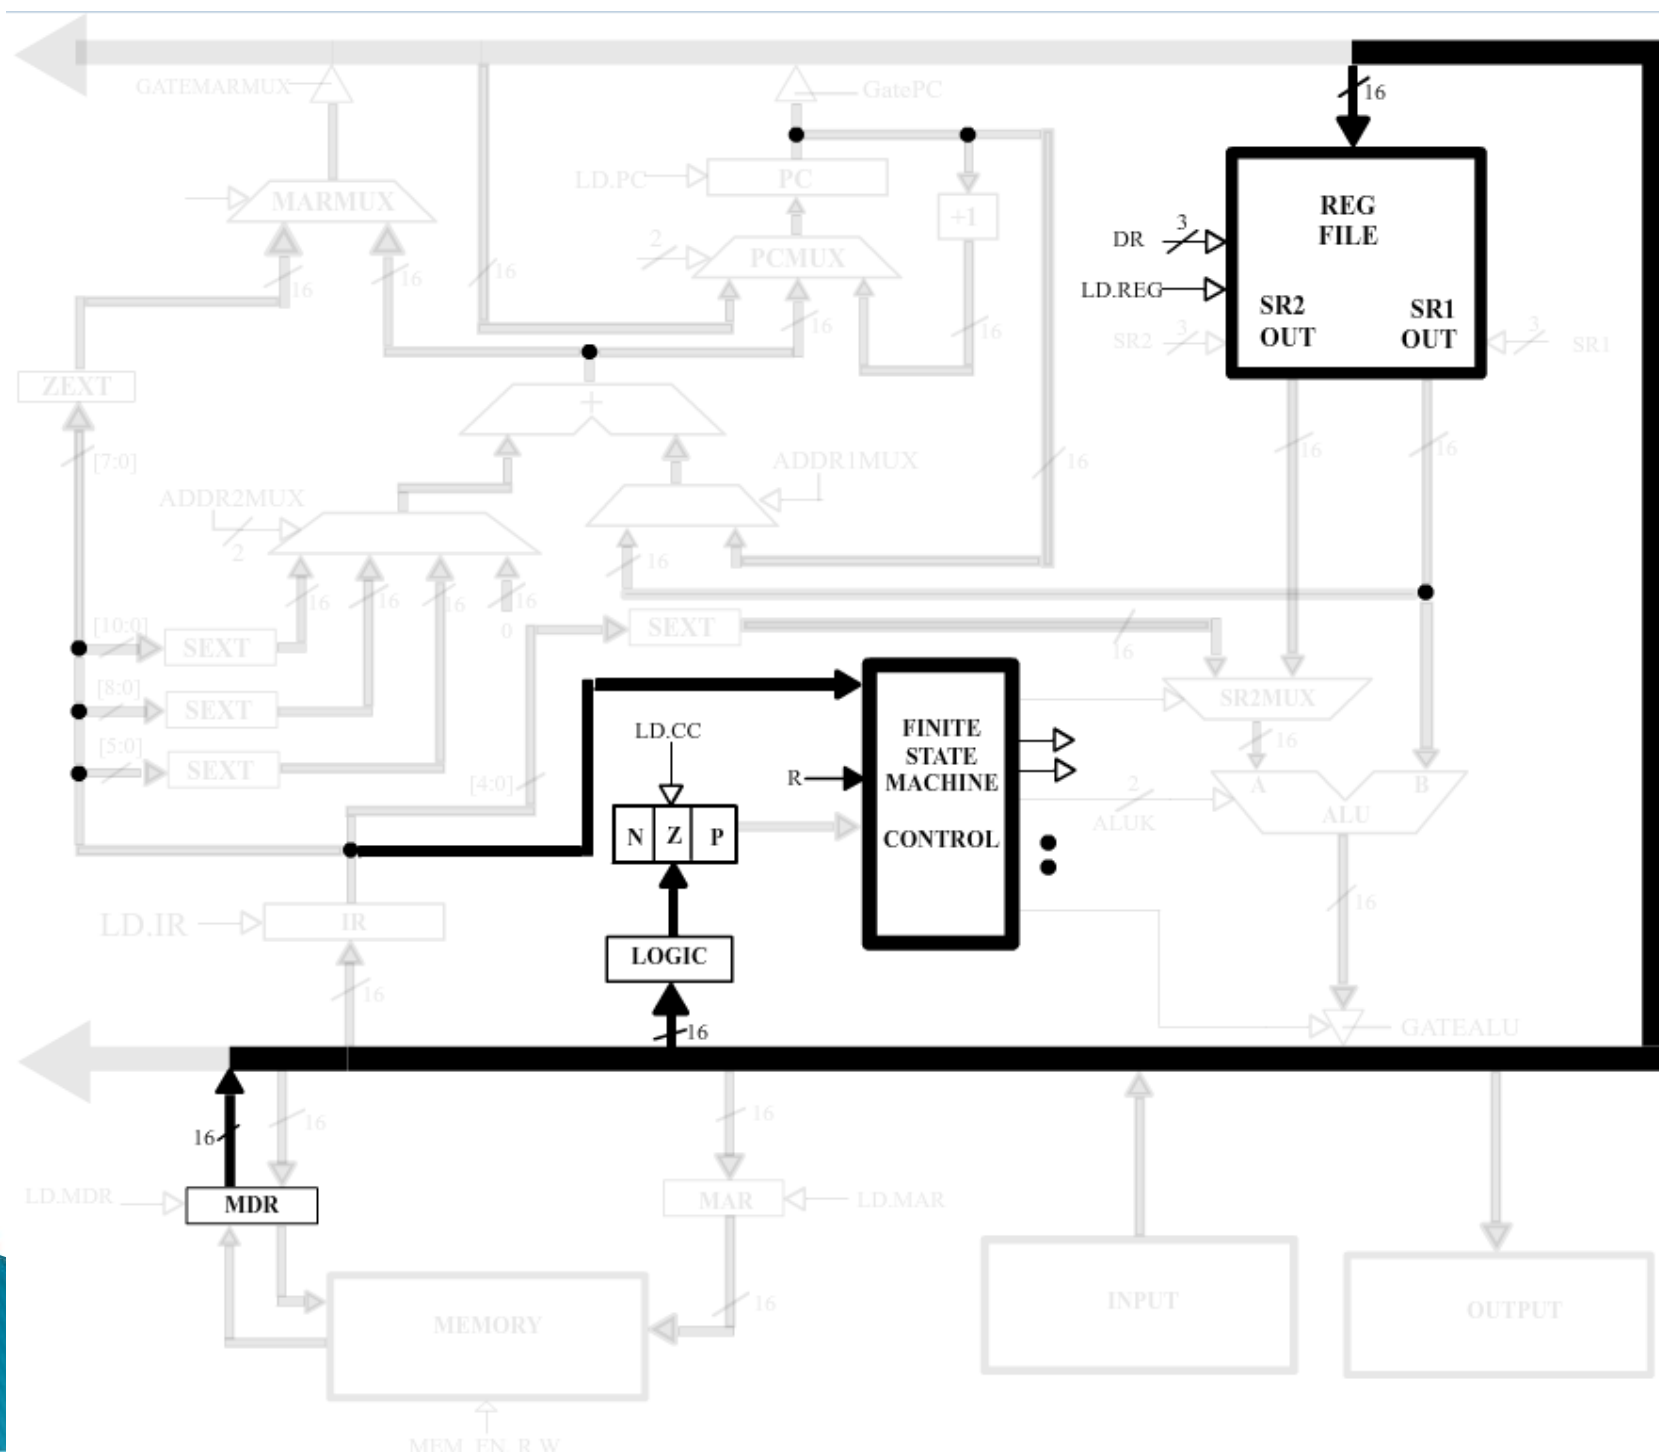 GATEMARMUX
GatePC
16
LD.PC
PC
MARMUX
+1
REG
FILE
2
PCMUX
DR
3
LD.REG
16
16
16
16
16
SR2
OUT
SR1
OUT
SR2
3
3
SR1
ZEXT
+
[7:0]
ADDR1MUX
16
16
16
ADDR2MUX
2
16
16
16
16
16
0
[10:0]
SEXT
SEXT
16
[8:0]
SEXT
SR2MUX
LD.CC
FINITE
STATE
MACHINE
CONTROL
16
[5:0]
SEXT
[4:0]
R
2
ALUK
A
B
ALU
N
Z
P
16
LD.IR
IR
LOGIC
16
16
GATEALU
16
16
16
LD.MDR
MDR
MAR
LD.MAR
16
MEMORY
INPUT
OUTPUT
MEM. EN, R.W